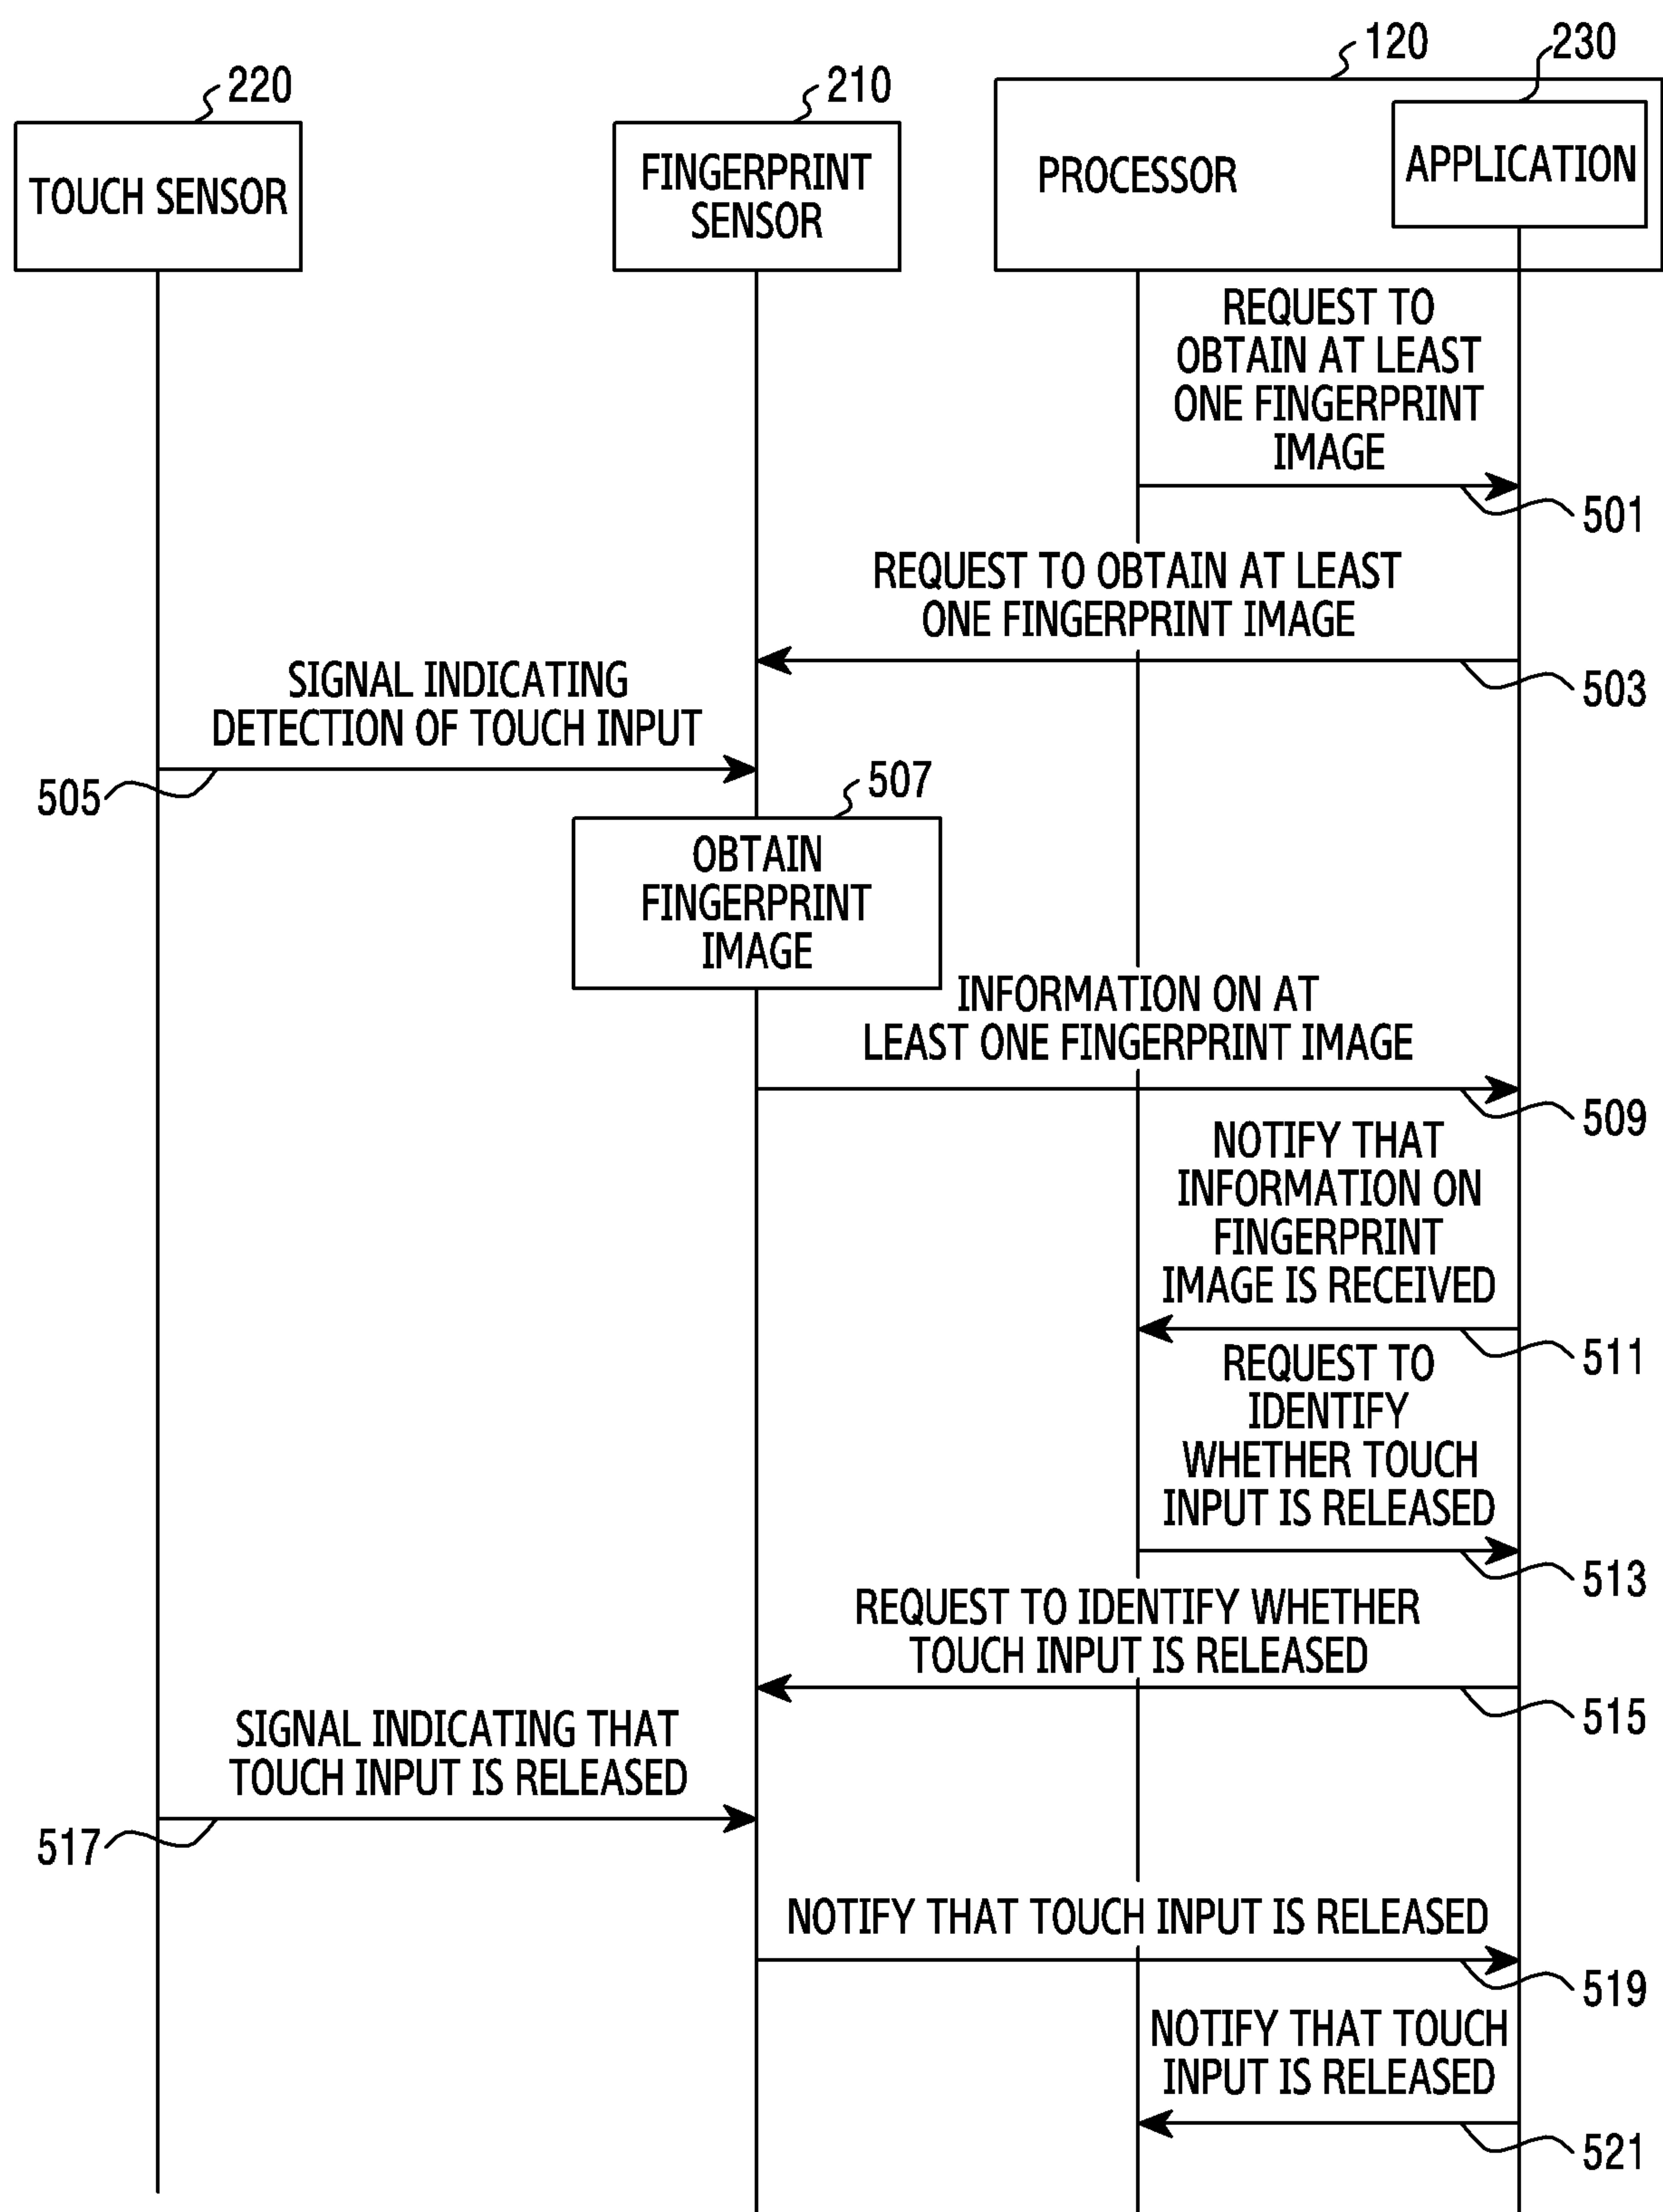 120
230
220
210
TOUCH SENSOR
FINGERPRINT
SENSOR
PROCESSOR
APPLICATION
REQUEST TO
OBTAIN AT LEAST
ONE FINGERPRINT
IMAGE
501
REQUEST TO OBTAIN AT LEAST
ONE FINGERPRINT IMAGE
503
SIGNAL INDICATING
DETECTION OF TOUCH INPUT
505
507
OBTAIN
FINGERPRINT
IMAGE
INFORMATION ON AT
LEAST ONE FINGERPRINT IMAGE
509
NOTIFY THAT
INFORMATION ON
FINGERPRINT
IMAGE IS RECEIVED
511
REQUEST TO
IDENTIFY
WHETHER TOUCH
INPUT IS RELEASED
513
REQUEST TO IDENTIFY WHETHER
TOUCH INPUT IS RELEASED
515
SIGNAL INDICATING THAT
TOUCH INPUT IS RELEASED
517
NOTIFY THAT TOUCH INPUT IS RELEASED
519
NOTIFY THAT TOUCH
INPUT IS RELEASED
521